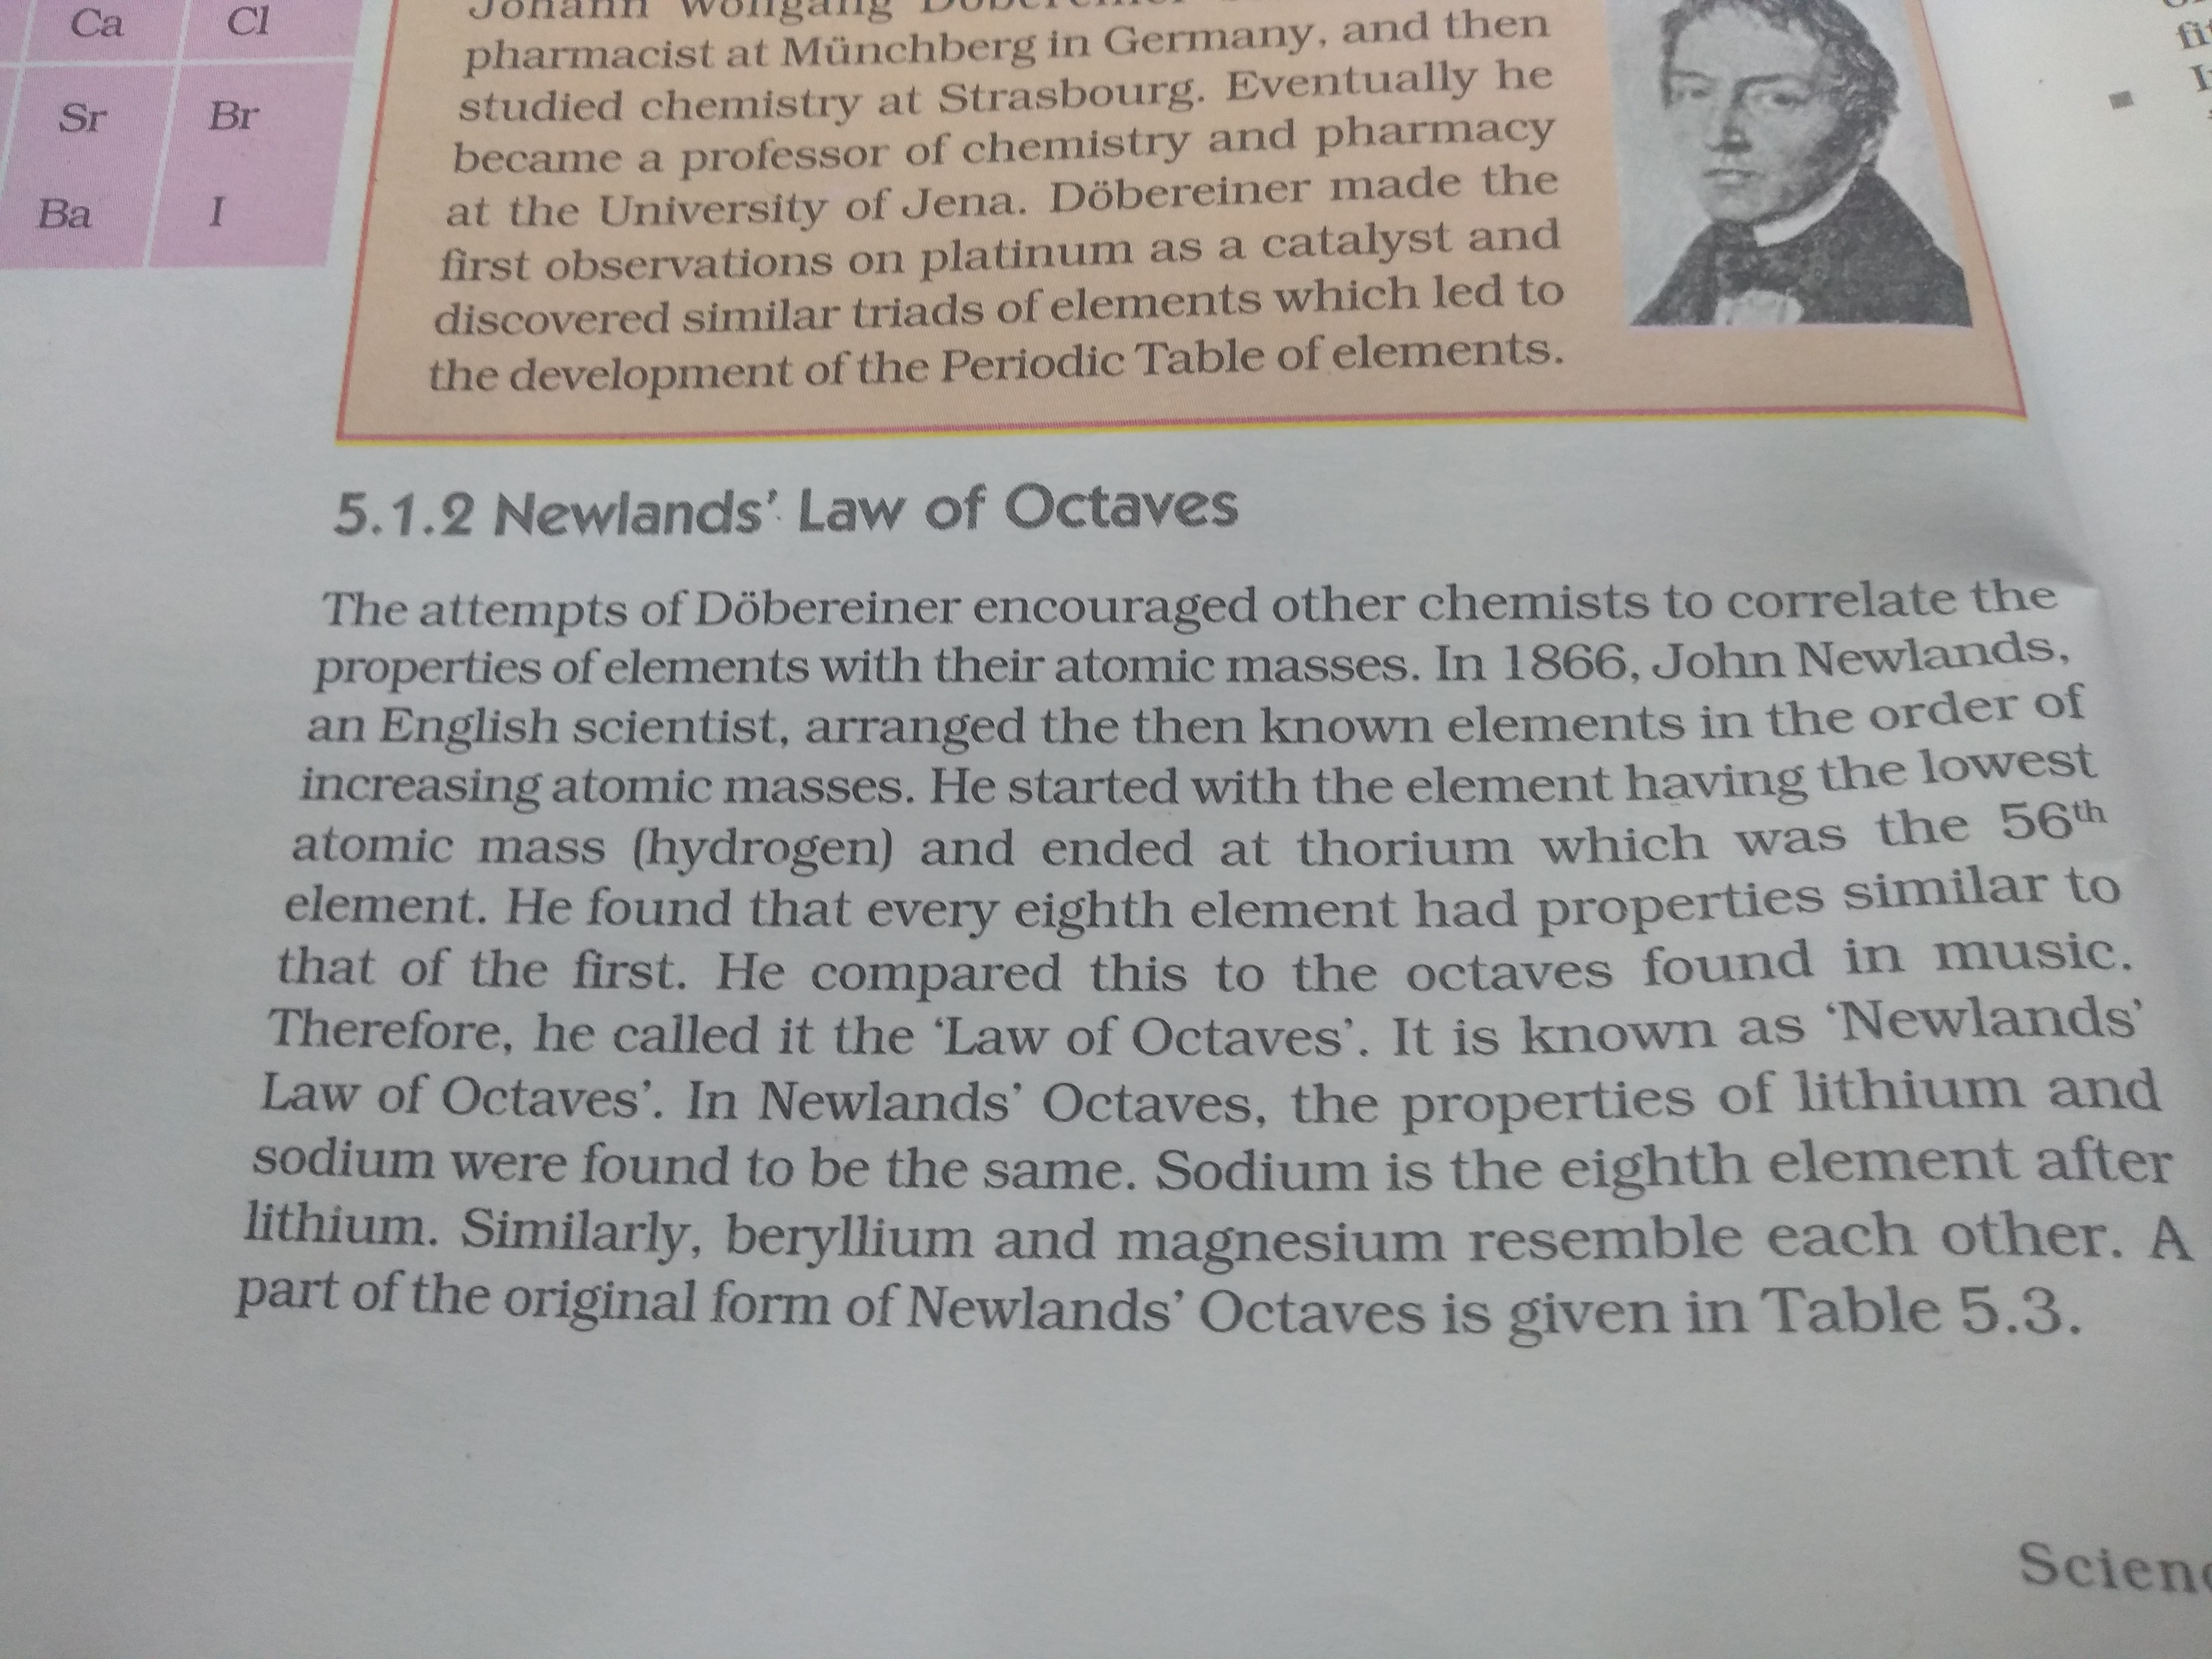 Ca Cl
Sr Br
Ba I
Johann Wolfgang
pharmacist at Münchberg in Germany, and then
studied chemistry at Strasbourg. Eventually he
became a professor of chemistry and pharmacy
at the University of Jena. Döbereiner made the
first observations on platinum as a catalyst and
discovered similar triads of elements which led to
the development of the Periodic Table of elements.
5.1.2 Newlands’ Law of Octaves
The attempts of Döbereiner encouraged other chemists to correlate the
properties of elements with their atomic masses. In 1866, John Newlands,
an English scientist, arranged the then known elements in the order of
increasing atomic masses. He started with the element having the lowest
atomic mass (hydrogen) and ended at thorium which was the 56th
element. He found that every eighth element had properties similar to
that of the first. He compared this to the octaves found in music.
Therefore, he called it the ‘Law of Octaves’. It is known as ‘Newlands’
Law of Octaves’. In Newlands’ Octaves, the properties of lithium and
sodium were found to be the same. Sodium is the eighth element after
lithium. Similarly, beryllium and magnesium resemble each other. A
part of the original form of Newlands’ Octaves is given in Table 5.3.